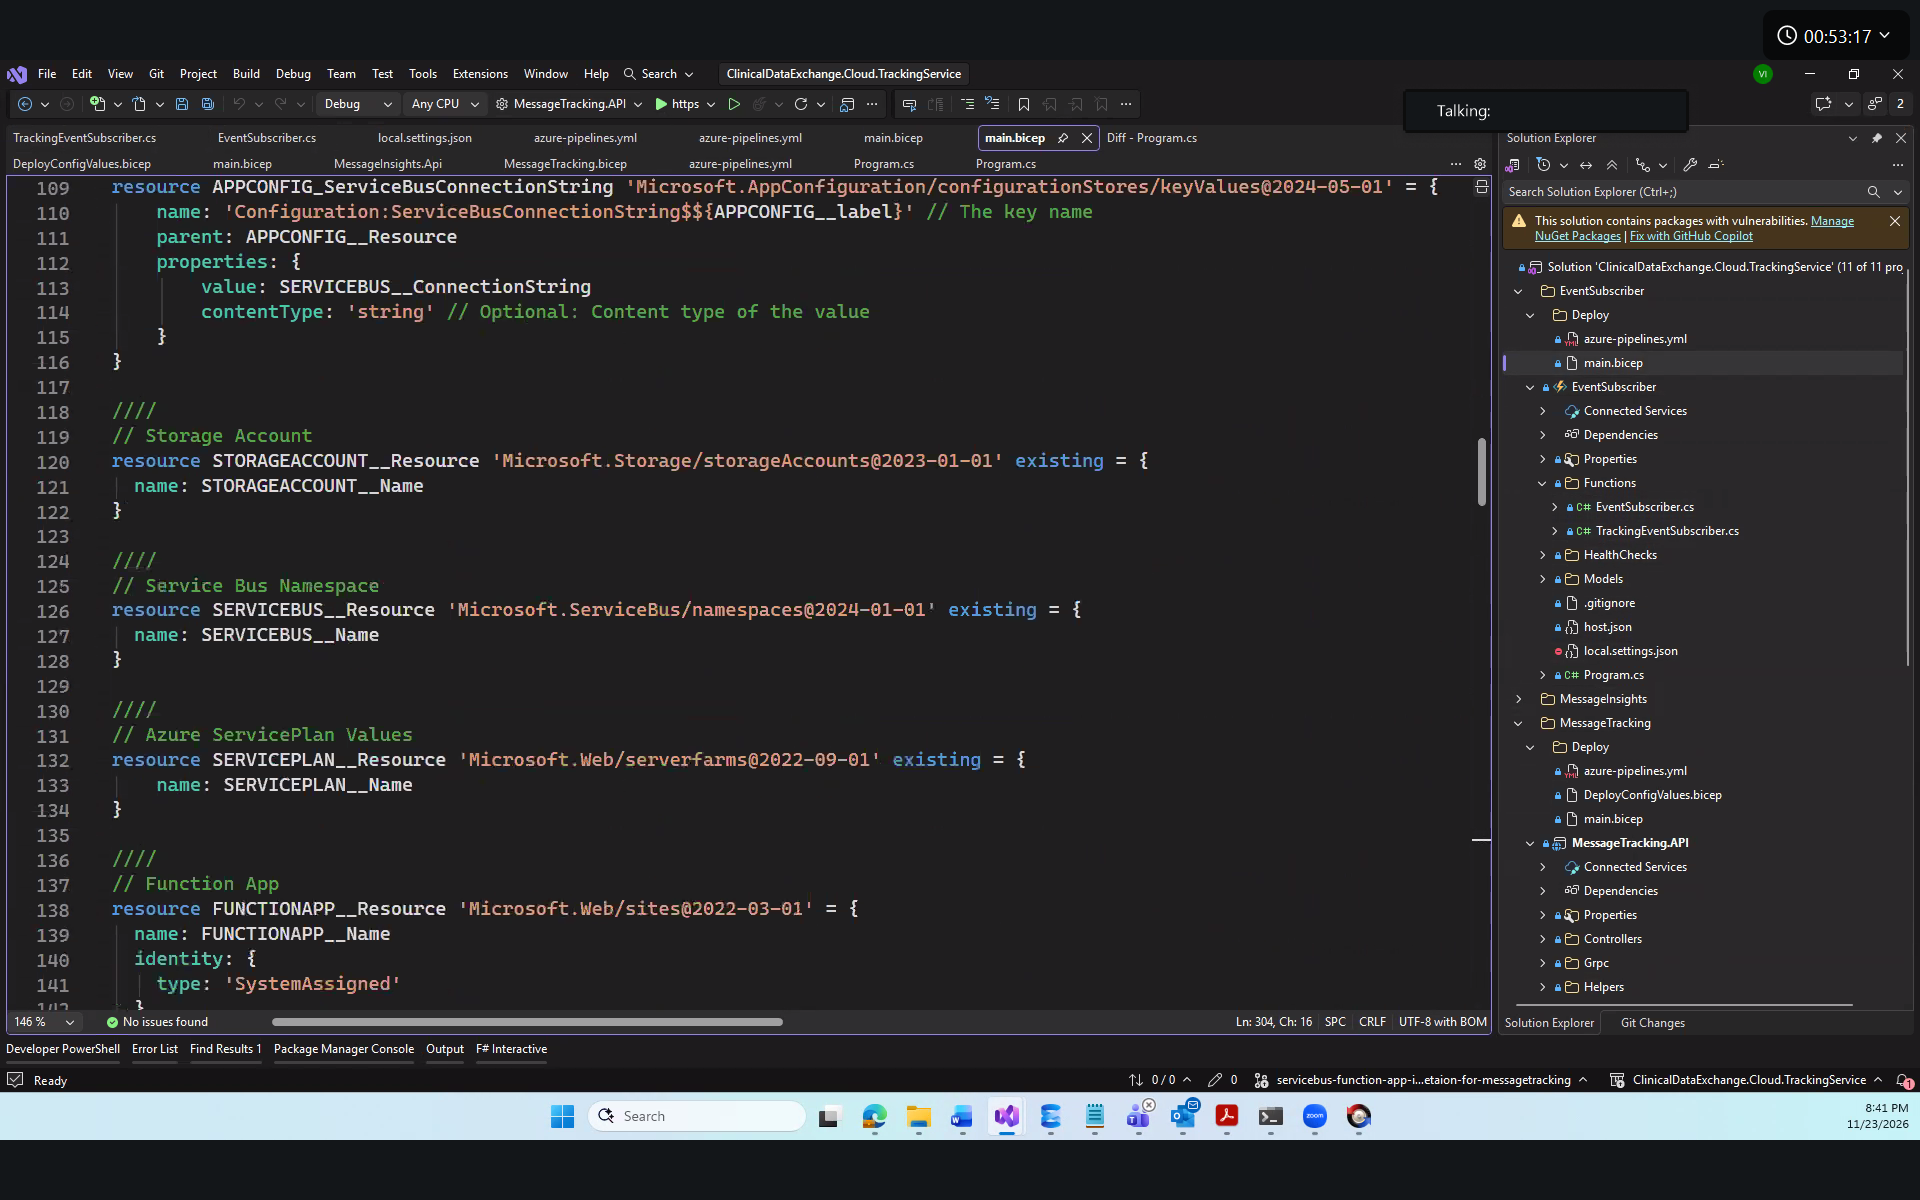 00:53:17
File Edit View Git Project Build Debug Team Test Tools Extensions Window Help Search ClinicalDataExchange.Cloud.TrackingService VI
Debug Any CPU MessageTracking.API https 2
Talking:
TrackingEventSubscriber.cs EventSubscriber.cs local.settings.json azure-pipelines.yml azure-pipelines.yml main.bicep main.bicep Diff - Program.cs
DeployConfigValues.bicep main.bicep MessageInsights.Api MessageTracking.bicep azure-pipelines.yml Program.cs Program.cs
109 resource APPCONFIG_ServiceBusConnectionString 'Microsoft.AppConfiguration/configurationStores/keyValues@2024-05-01' = {
110 name: 'Configuration:ServiceBusConnectionString$${APPCONFIG__label}' // The key name
111 parent: APPCONFIG__Resource
112 properties: {
113 value: SERVICEBUS__ConnectionString
114 contentType: 'string' // Optional: Content type of the value
115 }
116 }
117
118 ////
119 // Storage Account
120 resource STORAGEACCOUNT__Resource 'Microsoft.Storage/storageAccounts@2023-01-01' existing = {
121 name: STORAGEACCOUNT__Name
122 }
123
124 ////
125 // Service Bus Namespace
126 resource SERVICEBUS__Resource 'Microsoft.ServiceBus/namespaces@2024-01-01' existing = {
127 name: SERVICEBUS__Name
128 }
129
130 ////
131 // Azure ServicePlan Values
132 resource SERVICEPLAN__Resource 'Microsoft.Web/serverfarms@2022-09-01' existing = {
133 name: SERVICEPLAN__Name
134 }
135
136 ////
137 // Function App
138 resource FUNCTIONAPP__Resource 'Microsoft.Web/sites@2022-03-01' = {
139 name: FUNCTIONAPP__Name
140 identity: {
141 type: 'SystemAssigned'
142 }
146 % No issues found Ln: 304, Ch: 16 SPC CRLF UTF-8 with BOM
Solution Explorer
Search Solution Explorer (Ctrl+;)
This solution contains packages with vulnerabilities. Manage
NuGet Packages | Fix with GitHub Copilot
Solution 'ClinicalDataExchange.Cloud.TrackingService' (11 of 11 pro
EventSubscriber
Deploy
azure-pipelines.yml
main.bicep
EventSubscriber
Connected Services
Dependencies
Properties
Functions
C# EventSubscriber.cs
C# TrackingEventSubscriber.cs
HealthChecks
Models
.gitignore
host.json
local.settings.json
C# Program.cs
MessageInsights
MessageTracking
Deploy
azure-pipelines.yml
DeployConfigValues.bicep
main.bicep
MessageTracking.API
Connected Services
Dependencies
Properties
Controllers
Grpc
Helpers
Solution Explorer Git Changes
Developer PowerShell Error List Find Results 1 Package Manager Console Output F# Interactive
Ready 0 / 0 0 servicebus-function-app-i...etaion-for-messagetracking ClinicalDataExchange.Cloud.TrackingService 1
Search zoom
8:41 PM
11/23/2026